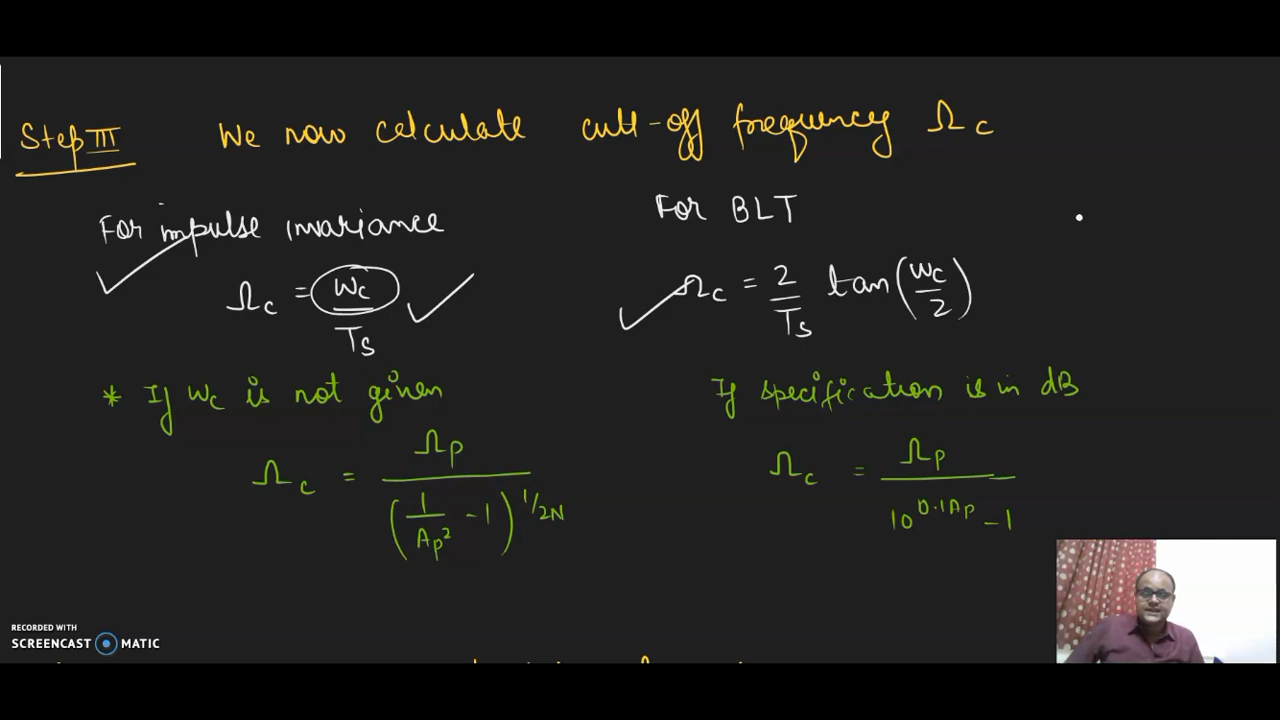 Step III We now calculate cutt-off frequency Ωc
For impulse invariance
Ωc = wc / Ts
For BLT
Ωc = 2/Ts tan(wc/2)
* If wc is not given
Ωc = Ωp / (1/Ap² - 1)^1/2N
If specification is in dB
Ωc = Ωp / 10^0.1Ap - 1
RECORDED WITH
SCREENCAST MATIC